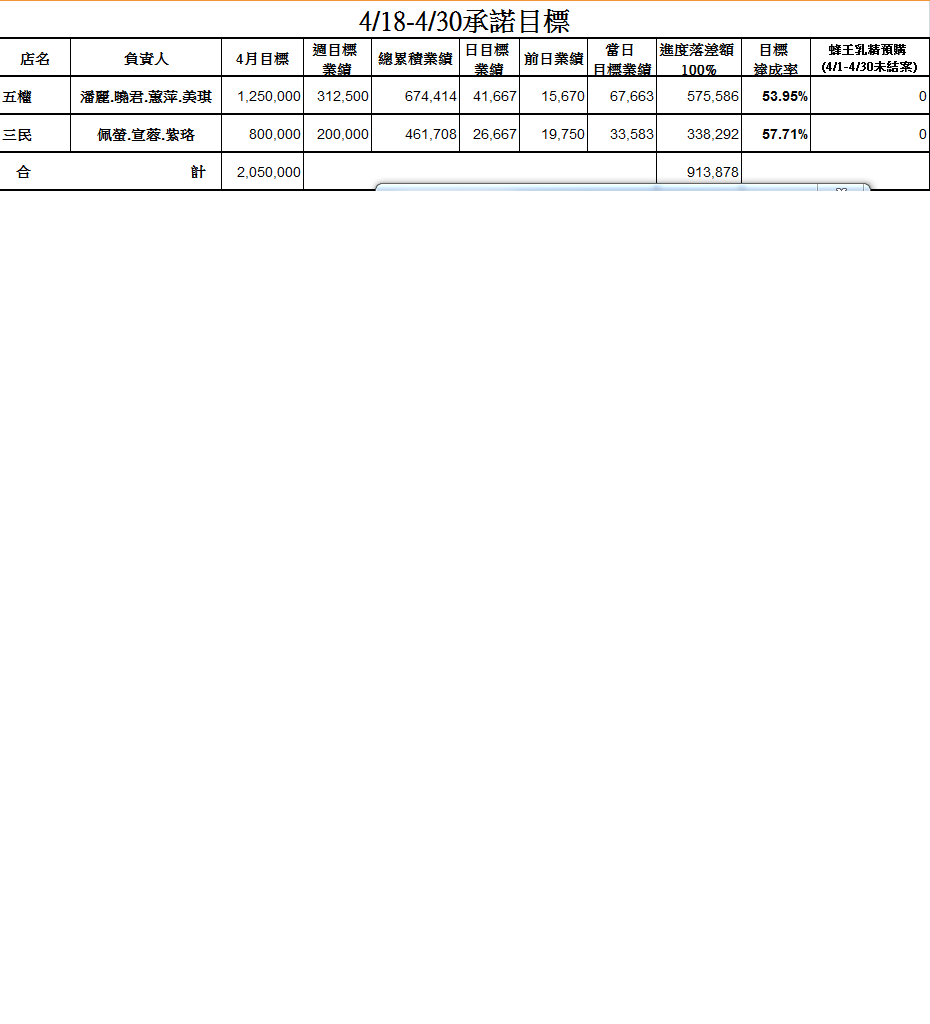 4/18-4/30承諾目標
店名 負責人 4月目標 週目標業績 總累積業績 日目標業績 前日業績 當日目標業績 進度落差額100% 目標達成率 蜂王乳精預購(4/1-4/30未結案)
五權 潘麗.曉君.蕙萍.美琪 1,250,000 312,500 674,414 41,667 15,670 67,663 575,586 53.95% 0
三民 佩螢.宣蓉.紫珞 800,000 200,000 461,708 26,667 19,750 33,583 338,292 57.71% 0
合 計 2,050,000 913,878